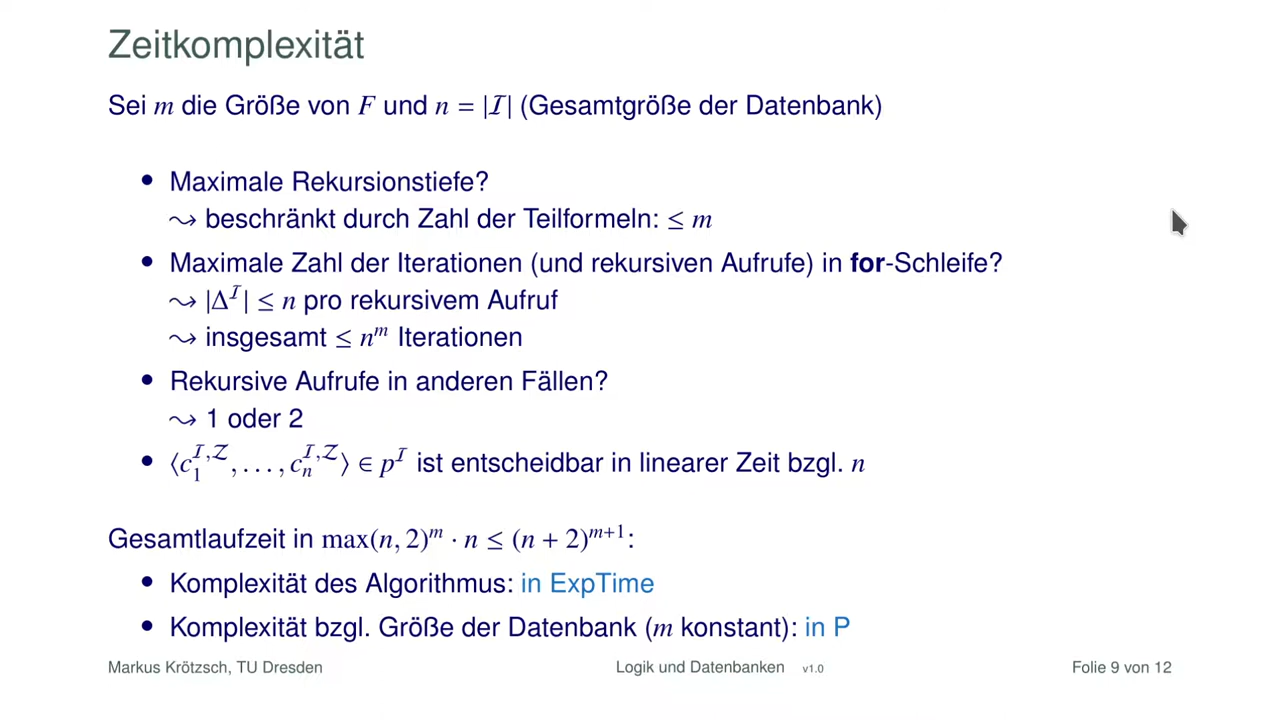 Zeitkomplexität
Sei m die Größe von F und n = |ℐ| (Gesamtgröße der Datenbank)
• Maximale Rekursionstiefe?
⇝ beschränkt durch Zahl der Teilformeln: ≤ m
• Maximale Zahl der Iterationen (und rekursiven Aufrufe) in for-Schleife?
⇝ |Δ^ℐ| ≤ n pro rekursivem Aufruf
⇝ insgesamt ≤ n^m Iterationen
• Rekursive Aufrufe in anderen Fällen?
⇝ 1 oder 2
• ⟨c_1^{ℐ,𝒵}, . . . , c_n^{ℐ,𝒵}⟩ ∈ p^ℐ ist entscheidbar in linearer Zeit bzgl. n
Gesamtlaufzeit in max(n, 2)^m · n ≤ (n + 2)^{m+1}:
• Komplexität des Algorithmus: in ExpTime
• Komplexität bzgl. Größe der Datenbank (m konstant): in P
Markus Krötzsch, TU Dresden Logik und Datenbanken v1.0 Folie 9 von 12